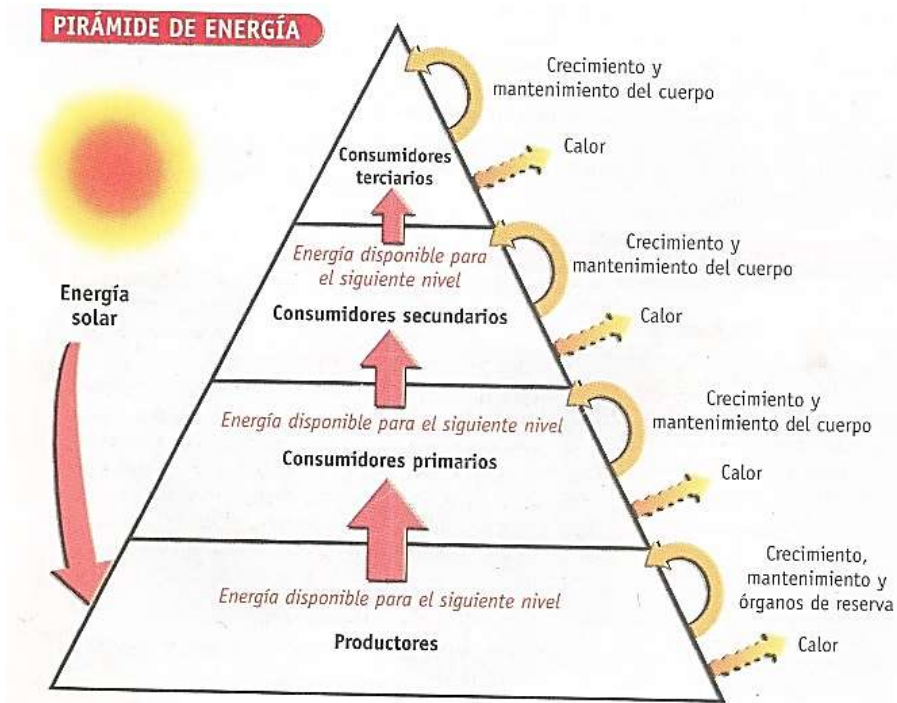 PIRÁMIDE DE ENERGÍA
Crecimiento y
mantenimiento del cuerpo
Calor
Consumidores
terciarios
Energía disponible para
el siguiente nivel
Crecimiento y
mantenimiento del cuerpo
Energía
solar
Consumidores secundarios
Calor
Energía disponible para el siguiente nivel
Crecimiento y
mantenimiento del cuerpo
Consumidores primarios
Calor
Energía disponible para el siguiente nivel
Crecimiento,
mantenimiento y
órganos de reserva
Productores
Calor